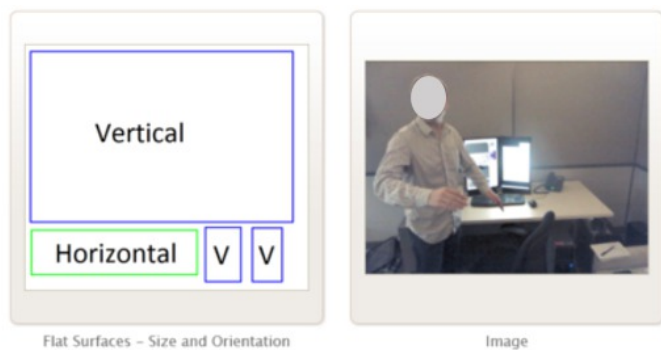 Vertical
Horizontal
V
V
Flat Surfaces - Size and Orientation
Image